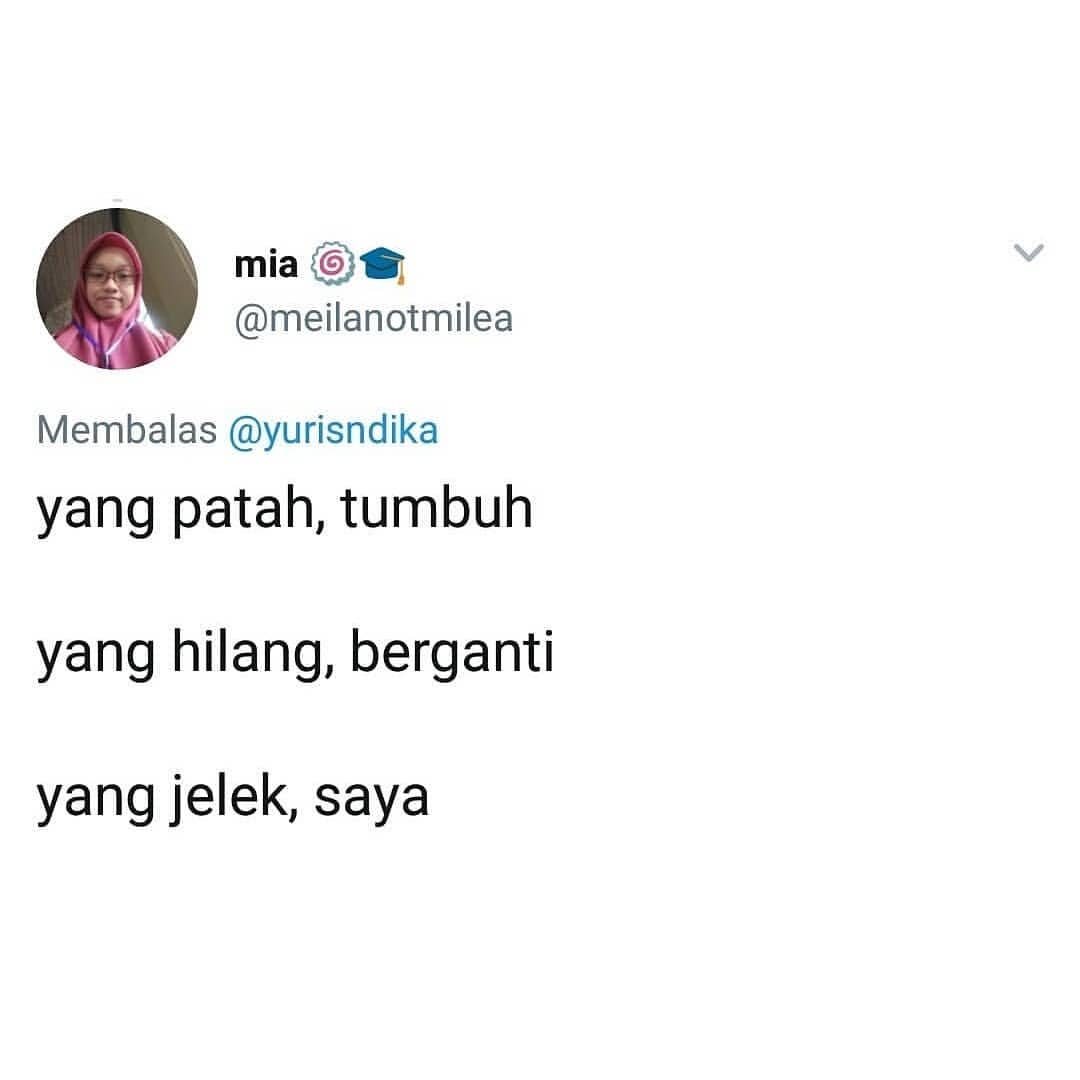 mia 🍥🎓
@meilanotmilea
Membalas @yurisndika
yang patah, tumbuh
yang hilang, berganti
yang jelek, saya